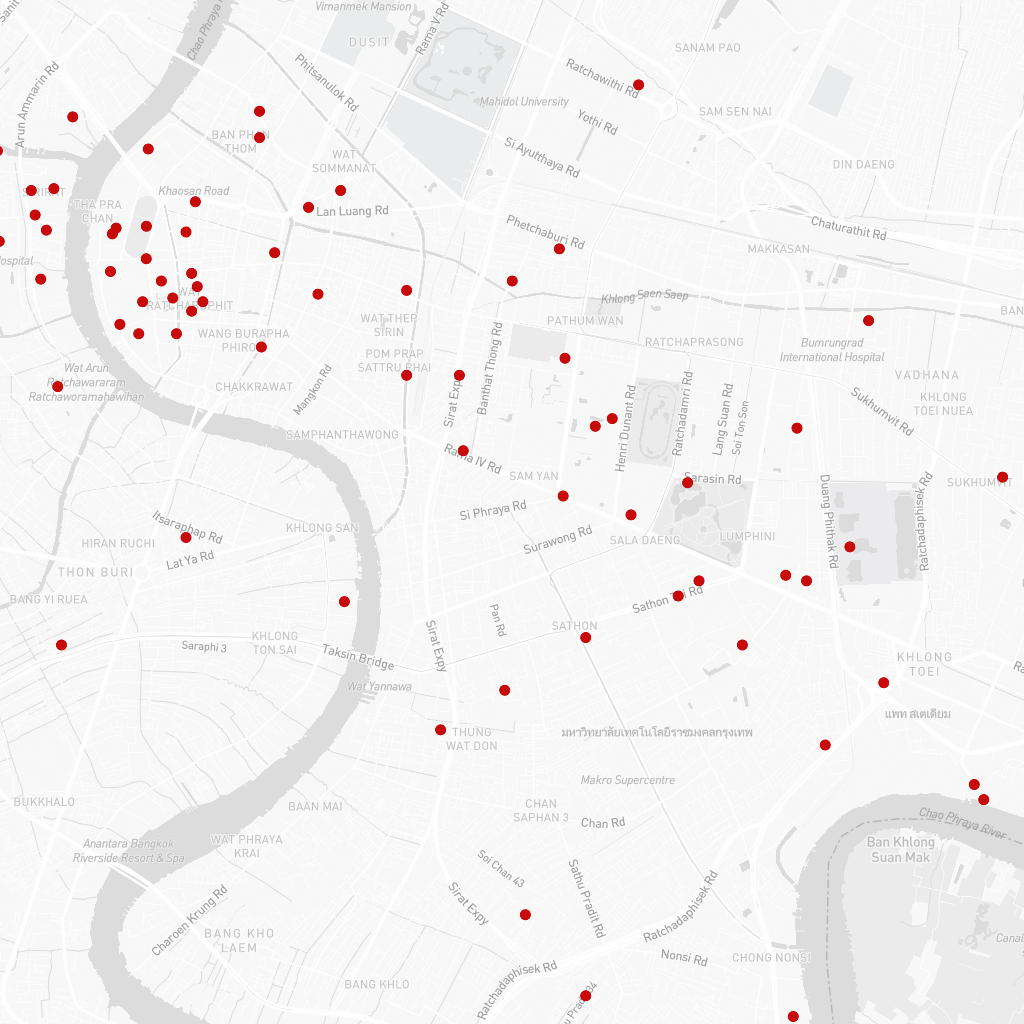 Vimanmek Mansion
Sanit
Chao Phraya R
Rama V Rd
DUSIT
SANAM PAO
Phitsanulok Rd
Ratchawithi Rd
Arun Ammarin Rd
Mahidol University
SAM SEN NAI
Yothi Rd
BAN PHAN
THOM
WAT
SOMMANAT
Si Ayutthaya Rd
DIN DAENG
Khaosan Road
THA PRA
CHAN
Lan Luang Rd
Phetchaburi Rd
Chaturathit Rd
MAKKASAN
Hospital
Khlong Saen Saep
WAT
RATCHABOPHIT
BAN
WAT THEP
SIRIN
PATHUM WAN
WANG BURAPHA
PHIROM
RATCHAPRASONG
Bumrungrad
International Hospital
POM PRAP
SATTRU PHAI
Banthat Thong Rd
Wat Arun
Ratchawararam
Ratchaworamahawihan
VADHANA
CHAKKRAWAT
Mangkon Rd
Sirat Expy
Henri Dunant Rd
Ratchadamri Rd
Lang Suan Rd
Soi Ton Son
Sukhumvit Rd
KHLONG
TOEI NUEA
SAMPHANTHAWONG
Rama IV Rd
SAM YAN
Sarasin Rd
SUKHUMVIT
Duang Phithak Rd
Ratchadaphisek Rd
Si Phraya Rd
Itsaraphap Rd
KHLONG SAN
Surawong Rd
SALA DAENG
LUMPHINI
HIRAN RUCHI
Lat Ya Rd
THON BURI
BANG YI RUEA
Sathon Tai Rd
Pan Rd
SATHON
KHLONG
TON SAI
Saraphi 3
Taksin Bridge
Sirat Expy
KHLONG
TOEI
Ra
Wat Yannawa
แพท สเตเดียม
THUNG
WAT DON
มหาวิทยาลัยเทคโนโลยีราชมงคลกรุงเทพ
Makro Supercentre
BUKKHALO
BAAN MAI
CHAN
SAPHAN 3
Chan Rd
Chao Phraya River
WAT PHRAYA
KRAI
Anantara Bangkok
Riverside Resort & Spa
Ban Khlong
Suan Mak
Soi Chan 43
Sathu Pradit Rd
Sirat Expy
Charoen Krung Rd
Ratchadaphisek Rd
BANG KHO
LAEM
Canal
Nonsi Rd
CHONG NONSI
BANG KHLO
Ratchadaphisek Rd